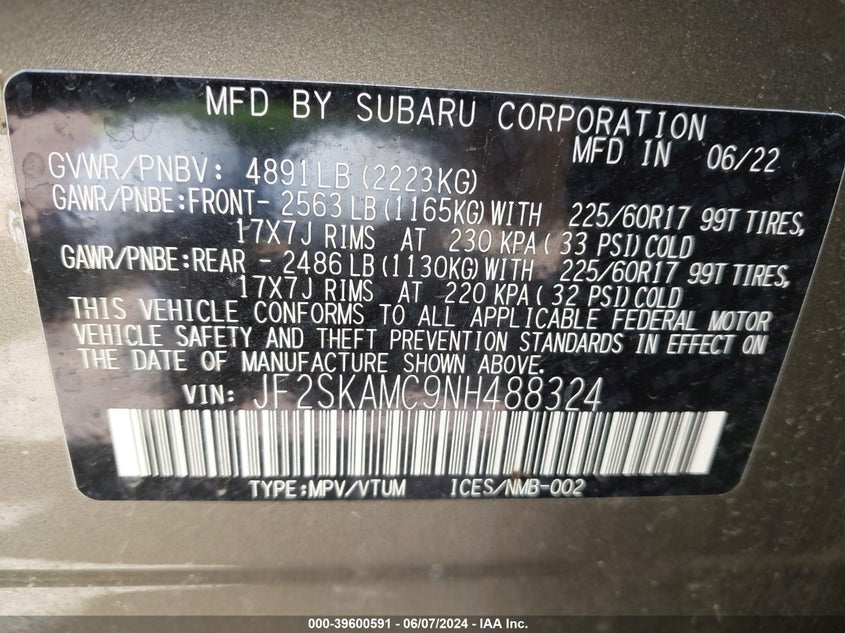 MFD BY SUBARU CORPORATION
MFD IN 06/22
GVWR/PNBV: 4891LB (2223KG)
GAWR/PNBE:FRONT- 2563 LB (1165KG)WITH 225/60R17 99T TIRES,
17X7J RIMS AT 230 KPA( 33 PSI)COLD
GAWR/PNBE:REAR - 2486 LB (1130KG)WITH 225/60R17 99T TIRES,
17X7J RIMS AT 220 KPA( 32 PSI)COLD
THIS VEHICLE CONFORMS TO ALL APPLICABLE FEDERAL MOTOR
VEHICLE SAFETY AND THEFT PREVENTION STANDARDS IN EFFECT ON
THE DATE OF MANUFACTURE SHOWN ABOVE.
VIN: JF2SKAMC9NH488324
TYPE:MPV/VTUM ICES/NMB-002
000-39600591 - 06/07/2024 - IAA Inc.